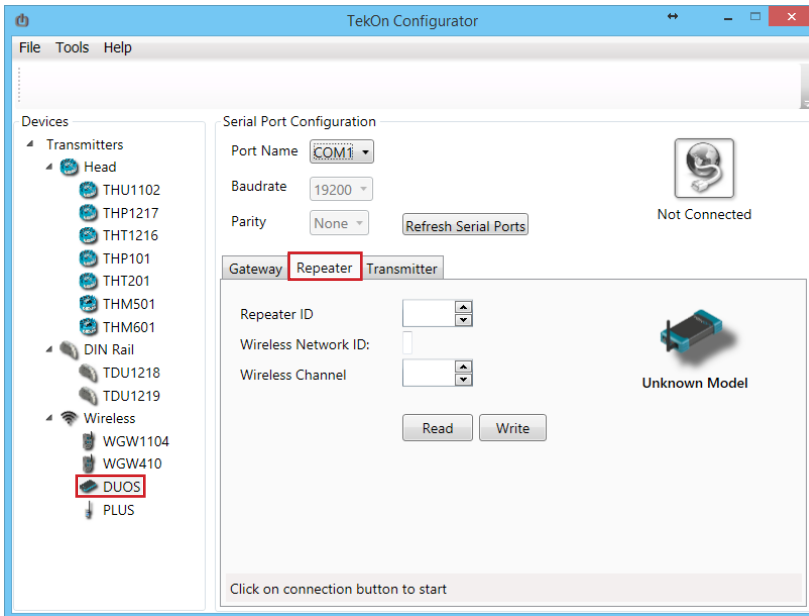 TekOn Configurator
File Tools Help
Devices
Transmitters
Head
THU1102
THP1217
THT1216
THP101
THT201
THM501
THM601
DIN Rail
TDU1218
TDU1219
Wireless
WGW1104
WGW410
DUOS
PLUS
Serial Port Configuration
Port Name COM1
Baudrate 19200
Parity None Refresh Serial Ports
Not Connected
Gateway Repeater Transmitter
Repeater ID
Wireless Network ID:
Wireless Channel
Unknown Model
Read Write
Click on connection button to start